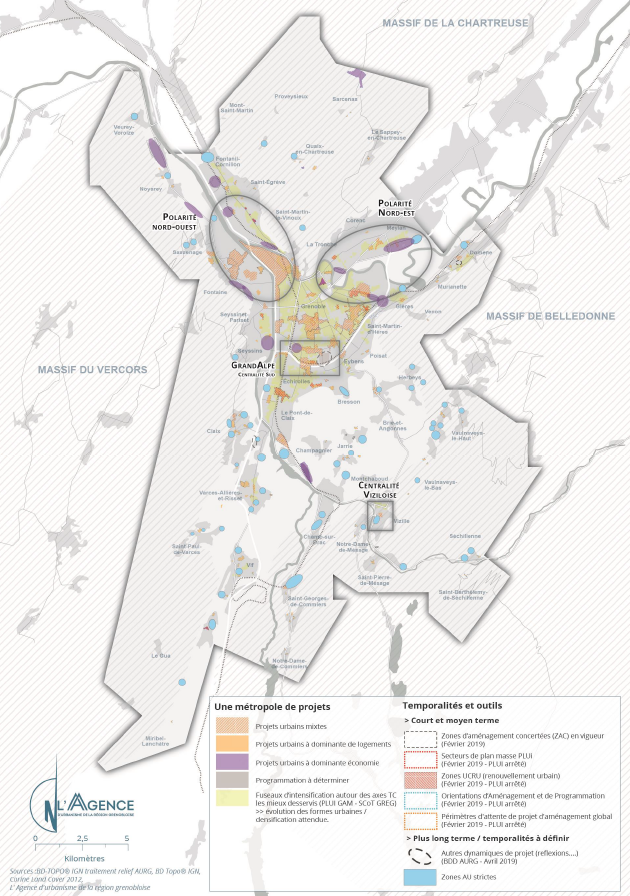 MASSIF DE LA CHARTREUSE
Proveysieux
Sarcenas
Mont-
Saint-Martin
Veurey-
Voroize
Le Sappey-
en-Chartreuse
Quaix-
en-Chartreuse
Fontanil-
Cornillon
Noyarey
Saint-Egrève
POLARITÉ
NORD-OUEST
Saint-Martin-
le-Vinoux
POLARITÉ
NORD-EST
Corenc
Meylan
La Tronche
Sassenage
Domène
Murianette
Fontaine
Grenoble
Gières
Venon
Seyssinet-
Pariset
Saint-Martin-
d'Hères
MASSIF DE BELLEDONNE
MASSIF DU VERCORS
Seyssins
GRANDALPE
CENTRALITÉ SUD
Eybens
Poisat
Echirolles
Herbeys
Bresson
Le Pont-de-
Claix
Brié-et-
Angonnes
Claix
Vaulnaveys-
le-Haut
Jarrie
Champagnier
Montchaboud
CENTRALITÉ
VIZILLOISE
Vaulnaveys-
le-Bas
Varces-Allières-
et-Risset
Vizille
Champ-sur-
Drac
Notre-Dame-
de-Mésage
Séchilienne
Saint-Paul-
de-Varces
Vif
Saint-Pierre-
de-Mésage
Saint-Barthélemy-
de-Séchilienne
Saint-Georges-
de-Commiers
Le Gua
Notre-Dame-
de-Commiers
Miribel-
Lanchâtre
Une métropole de projets
Projets urbains mixtes
Projets urbains à dominante de logements
Projets urbains à dominante économie
Programmation à déterminer
Fuseaux d'intensification autour des axes TC
les mieux desservis (PLUI GAM - SCoT GREG)
>> évolution des formes urbaines /
densification attendue.
Temporalités et outils
> Court et moyen terme
Zones d'aménagement concertées (ZAC) en vigueur
(Février 2019)
Secteurs de plan masse PLUI
(Février 2019 - PLUI arrêté)
Zones UCRU (renouvellement urbain)
(Février 2019 - PLUI arrêté)
Orientations d'Aménagement et de Programmation
(Février 2019 - PLUI arrêté)
Périmètres d'attente de projet d'aménagement global
(Février 2019 - PLUI arrêté)
> Plus long terme / temporalités à définir
Autres dynamiques de projet (reflexions....)
(BDD AURG - Avril 2019)
Zones AU strictes
L'AGENCE
D'URBANISME DE LA RÉGION GRENOBLOISE
0 2,5 5
Kilomètres
Sources :BD-TOPO® IGN traitement relief AURG, BD Topo® IGN,
Corine Land Cover 2012,
L' Agence d'urbanisme de la région grenobloise